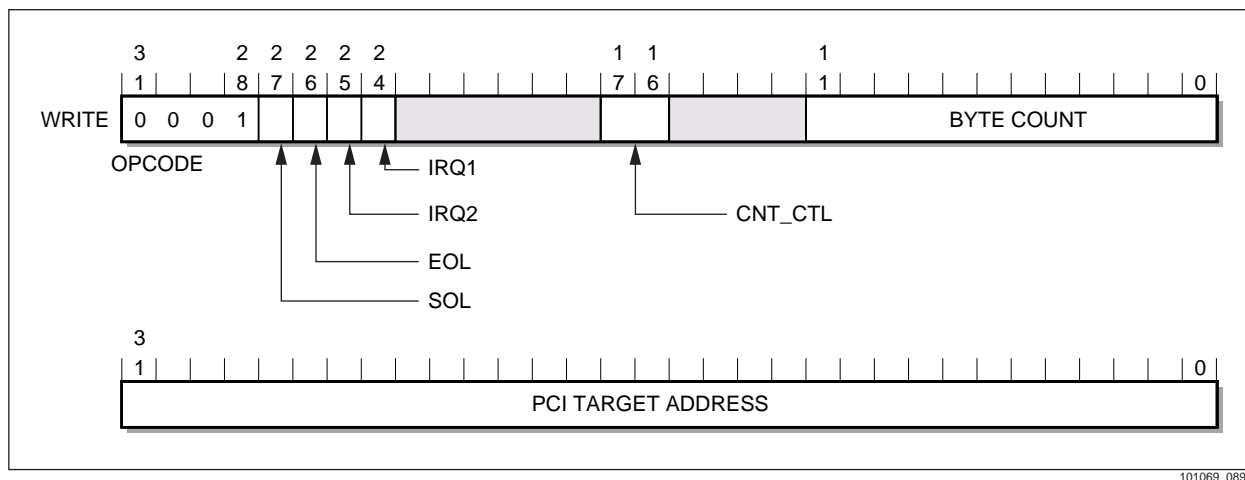 3 2 2 2 2 2 1 1 1
1 8 7 6 5 4 7 6 1 0
WRITE 0 0 0 1 BYTE COUNT
OPCODE
IRQ1
IRQ2 CNT_CTL
EOL
SOL
3
1 0
PCI TARGET ADDRESS
101069_089